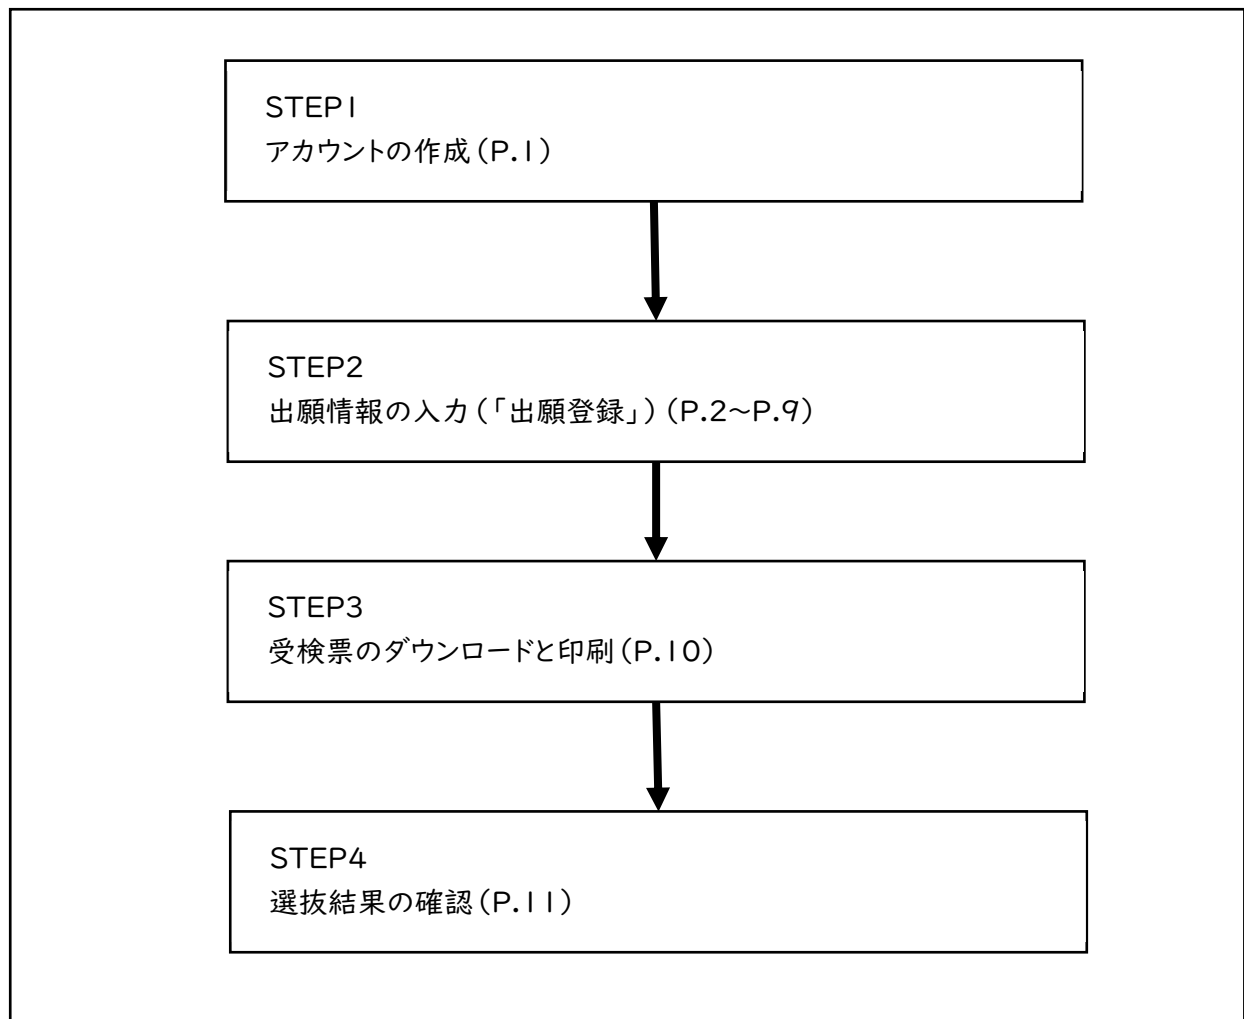 STEP1
アカウントの作成(P.1)
STEP2
出願情報の入力(「出願登録」)(P.2~P.9)
STEP3
受検票のダウンロードと印刷(P.10)
STEP4
選抜結果の確認(P.11)